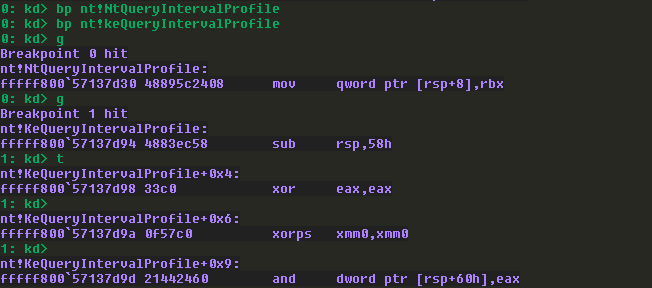 0: kd> bp nt!NtQueryIntervalProfile
0: kd> bp nt!keQueryIntervalProfile
0: kd> g
Breakpoint 0 hit
nt!NtQueryIntervalProfile:
fffff800`57137d30 48895c2408 mov qword ptr [rsp+8],rbx
0: kd> g
Breakpoint 1 hit
nt!KeQueryIntervalProfile:
fffff800`57137d94 4883ec58 sub rsp,58h
1: kd> t
nt!KeQueryIntervalProfile+0x4:
fffff800`57137d98 33c0 xor eax,eax
1: kd>
nt!KeQueryIntervalProfile+0x6:
fffff800`57137d9a 0f57c0 xorps xmm0,xmm0
1: kd>
nt!KeQueryIntervalProfile+0x9:
fffff800`57137d9d 21442460 and dword ptr [rsp+60h],eax